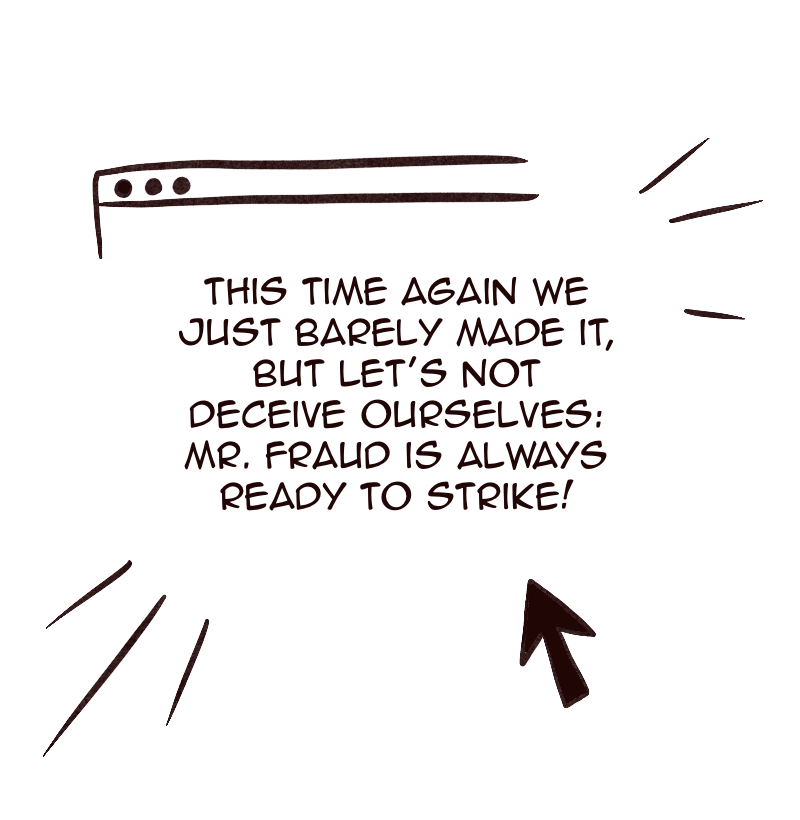 THIS TIME AGAIN WE
JUST BARELY MADE IT,
BUT LET'S NOT
DECEIVE OURSELVES:
MR. FRAUD IS ALWAYS
READY TO STRIKE!